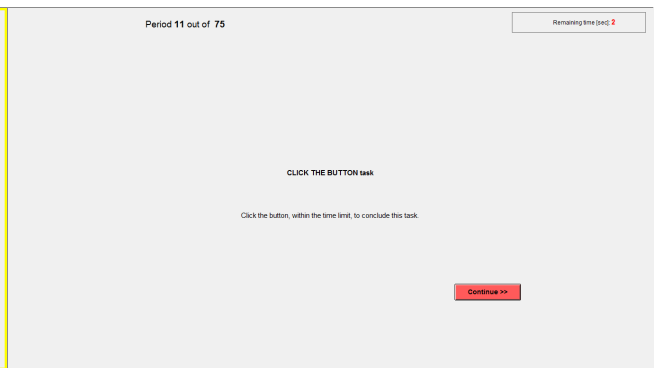 Period 11 out of 75
Remaining time [sec]: 2
CLICK THE BUTTON task
Click the button, within the time limit, to conclude this task.
Continue >>